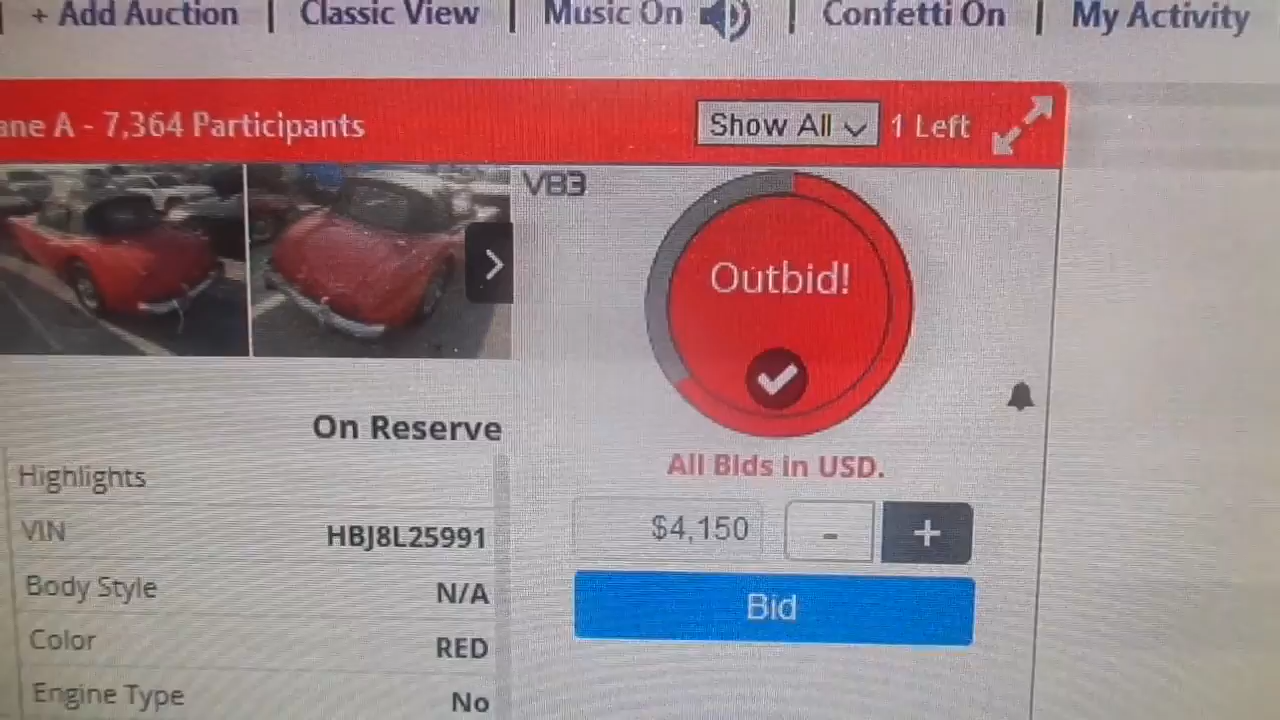 + Add Auction | Classic View | Music On | Confetti On | My Activity
ane A - 7,364 Participants
Show All
1 Left
VB3
Outbid!
On Reserve
All Bids in USD.
Highlights
$4,150
-
+
VIN HBJ8L25991
Body Style N/A
Bid
Color RED
Engine Type No